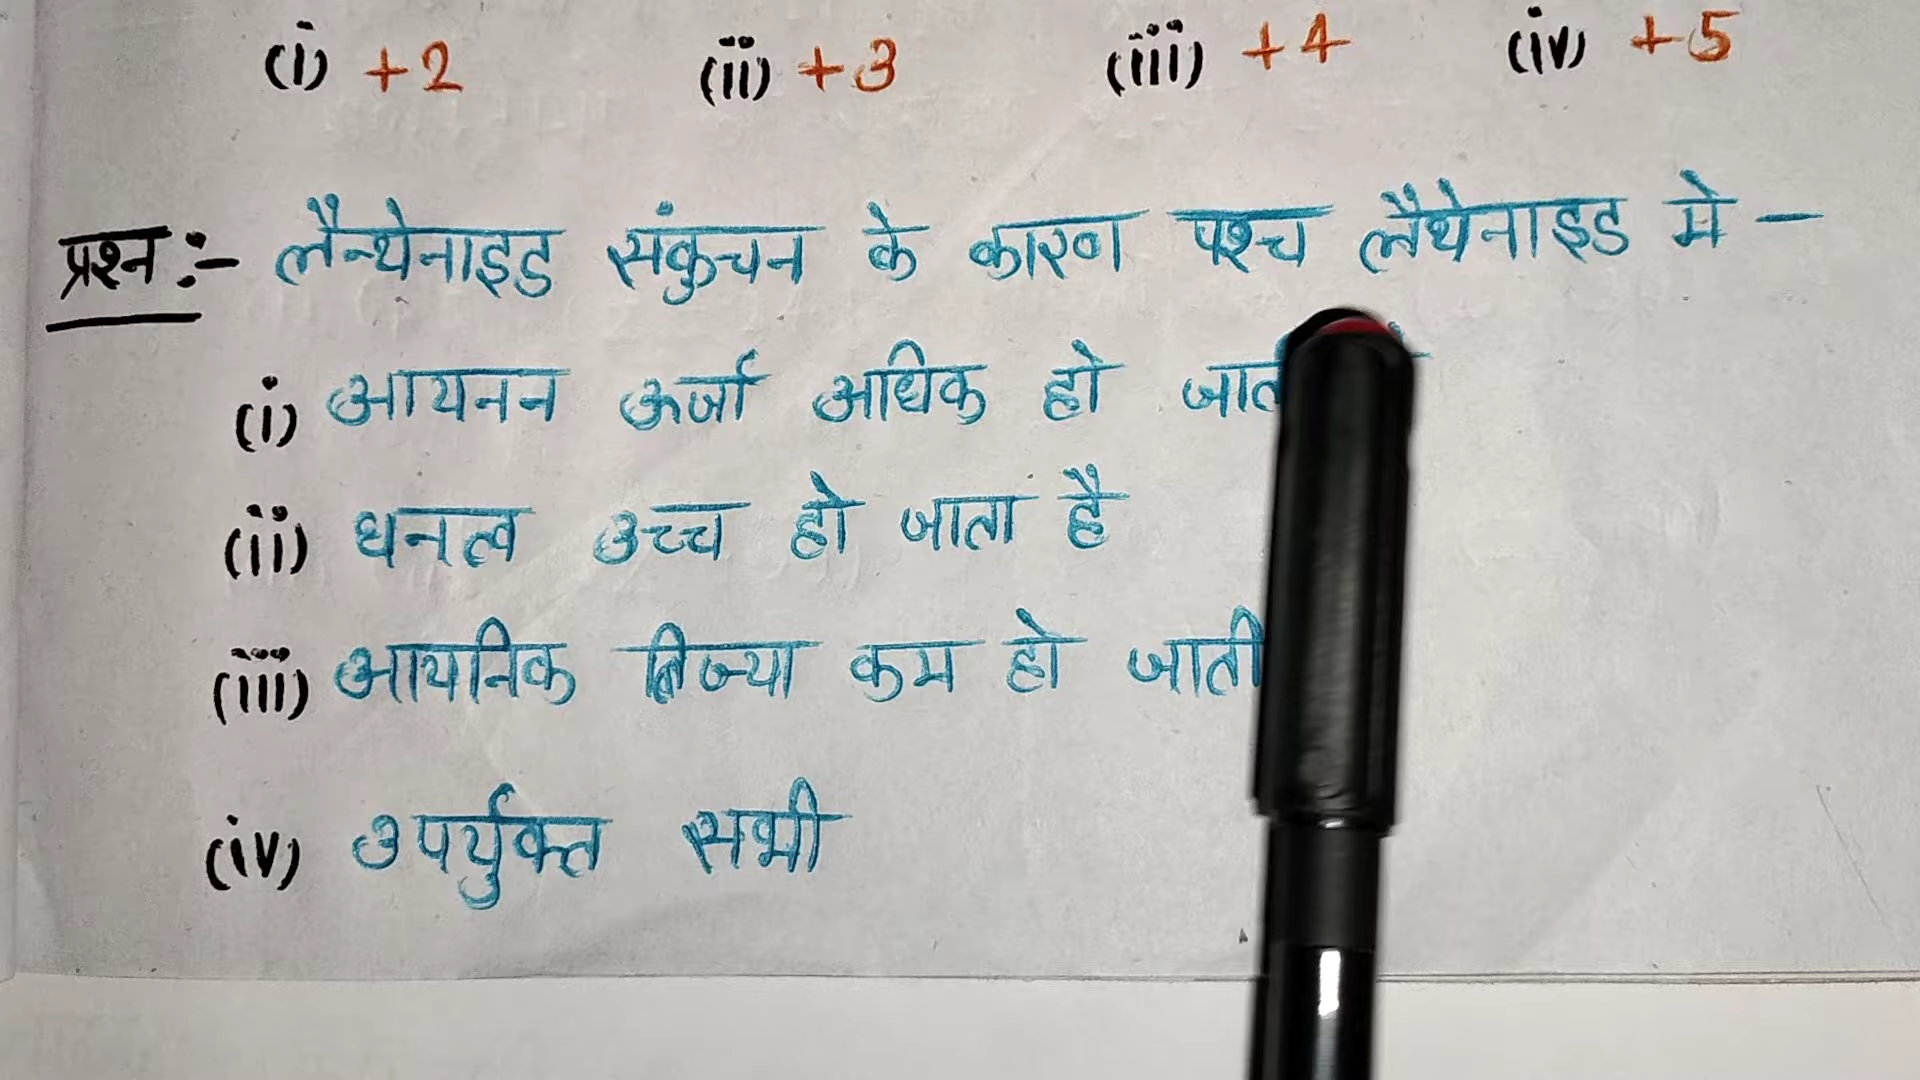 (i) +2 (ii) +3 (iii) +4 (iv) +5
प्रश्न :- लैन्थेनाइड संकुचन के कारण पश्च लैथेनाइड मे -
(i) आयनन ऊर्जा अधिक हो
(ii) धनत्व उच्च हो जाता है
(iii) आयनिक त्रिज्या कम हो जाती
(iv) उपर्युक्त सभी